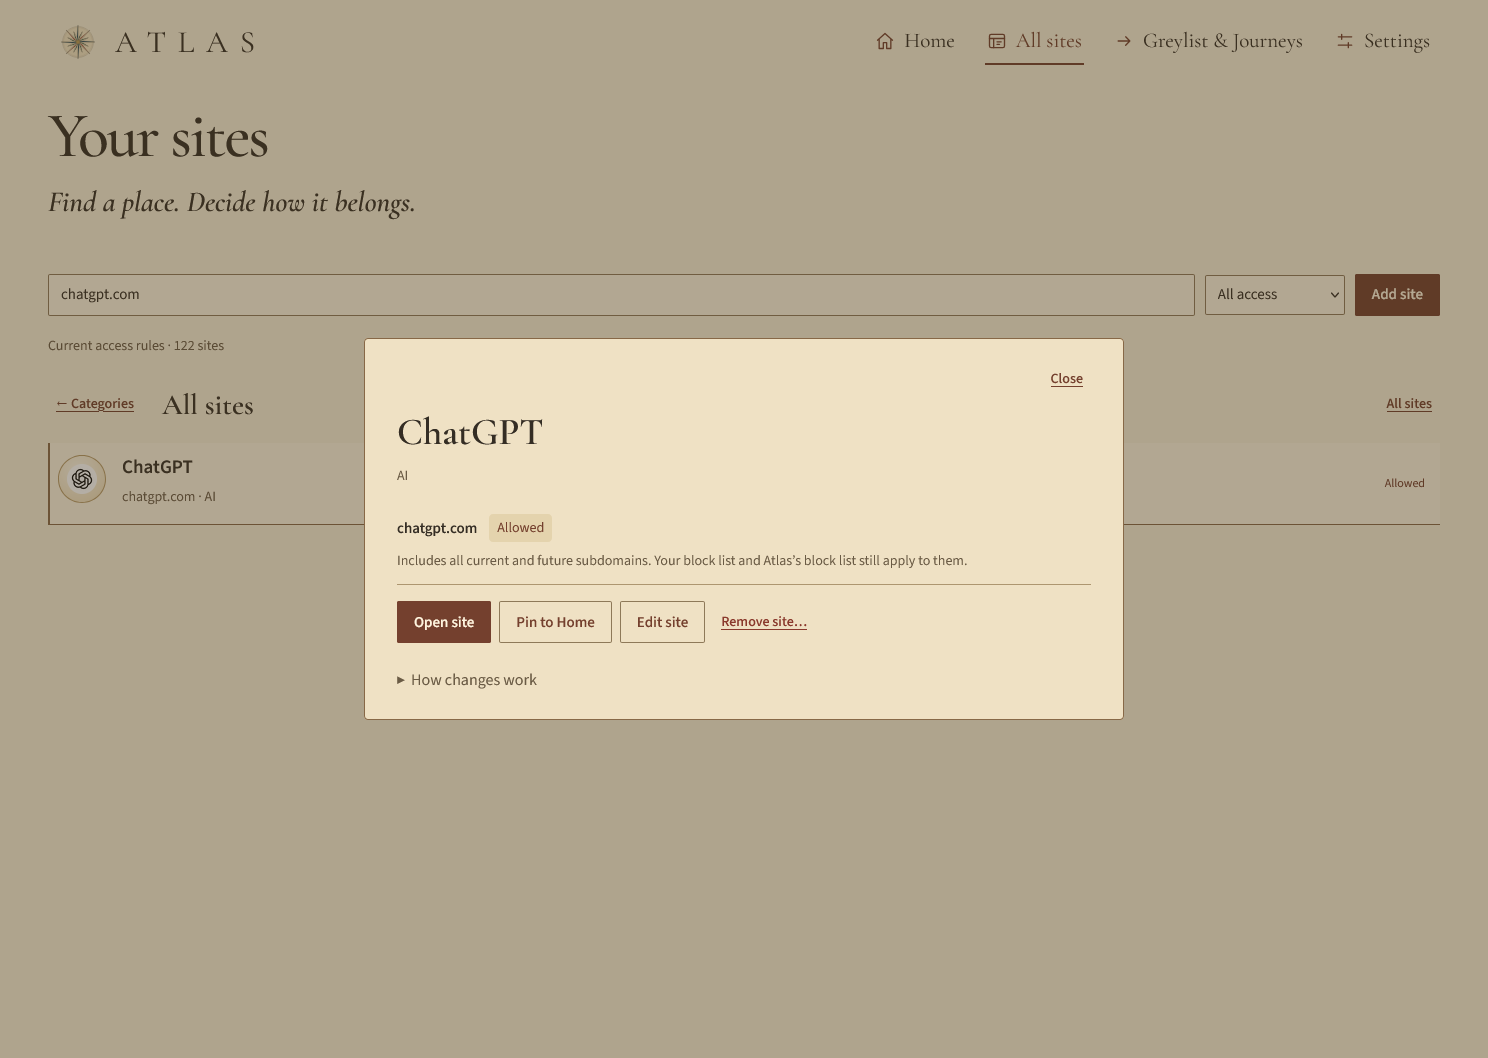 ATLAS
Home
All sites
Greylist & Journeys
Settings
Your sites
Find a place. Decide how it belongs.
chatgpt.com
All access
Add site
Current access rules · 122 sites
← Categories
All sites
All sites
ChatGPT
chatgpt.com · AI
Allowed
Close
ChatGPT
AI
chatgpt.com
Allowed
Includes all current and future subdomains. Your block list and Atlas’s block list still apply to them.
Open site
Pin to Home
Edit site
Remove site…
How changes work